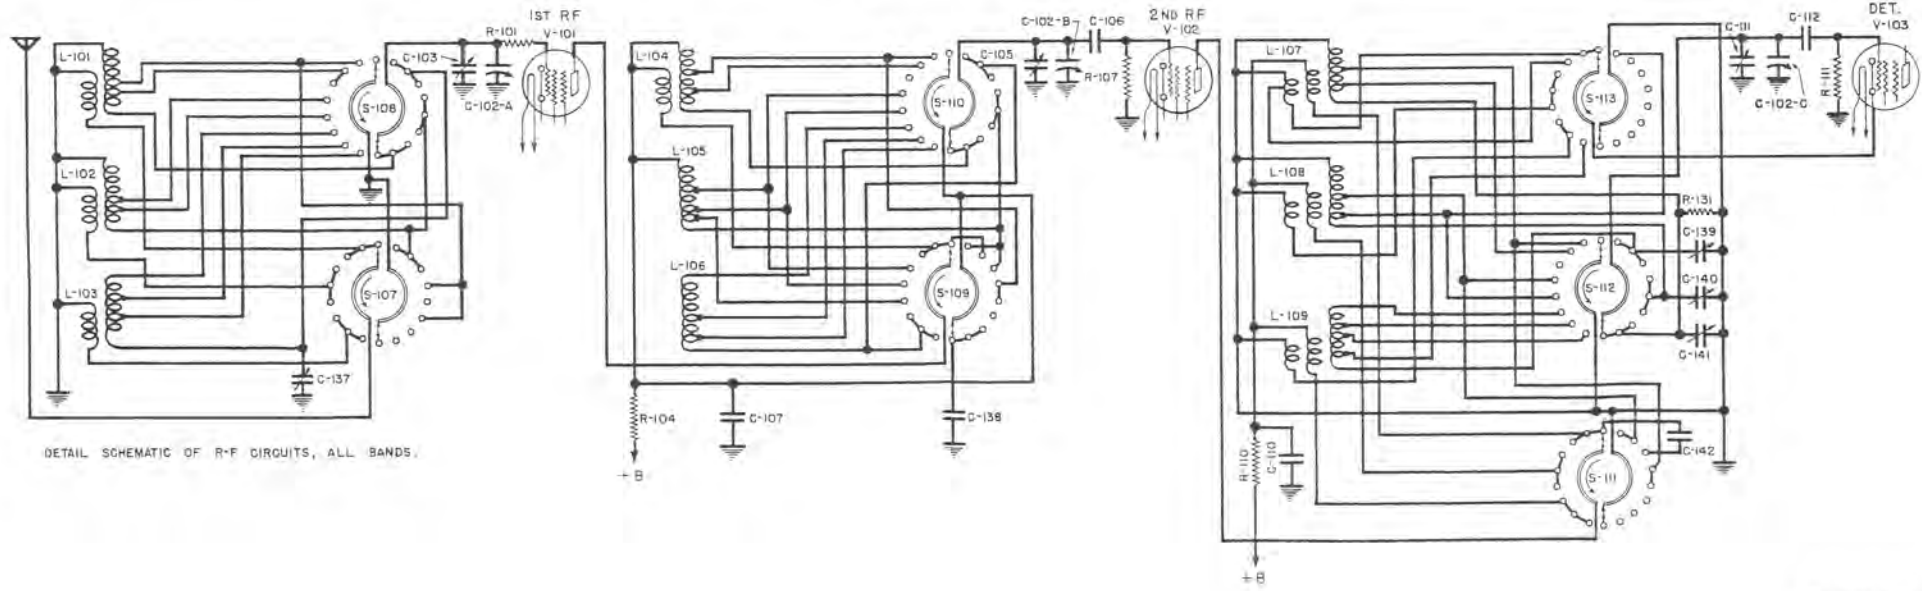 1ST RF
V-101
R-101
C-103
C-102-A
L-101
S-108
L-102
L-103
S-107
C-137
DETAIL SCHEMATIC OF R-F CIRCUITS, ALL BANDS.
2ND RF
V-102
C-102-B
C-106
C-105
R-107
L-104
S-110
L-105
L-106
S-109
R-104
C-107
C-138
+B
DET.
V-103
C-111
C-112
R-111
C-102-C
L-107
S-113
L-108
R-131
C-139
S-112
C-140
L-109
C-141
R-110
C-110
C-142
S-111
+B